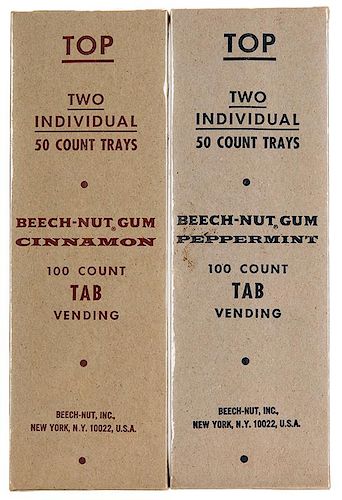 TOP
TWO
INDIVIDUAL
50 COUNT TRAYS
BEECH-NUT® GUM
CINNAMON
100 COUNT
TAB
VENDING
BEECH-NUT, INC.,
NEW YORK, N.Y. 10022, U.S.A.
TOP
TWO
INDIVIDUAL
50 COUNT TRAYS
BEECH-NUT® GUM
PEPPERMINT
100 COUNT
TAB
VENDING
BEECH-NUT, INC.,
NEW YORK, N.Y. 10022, U.S.A.